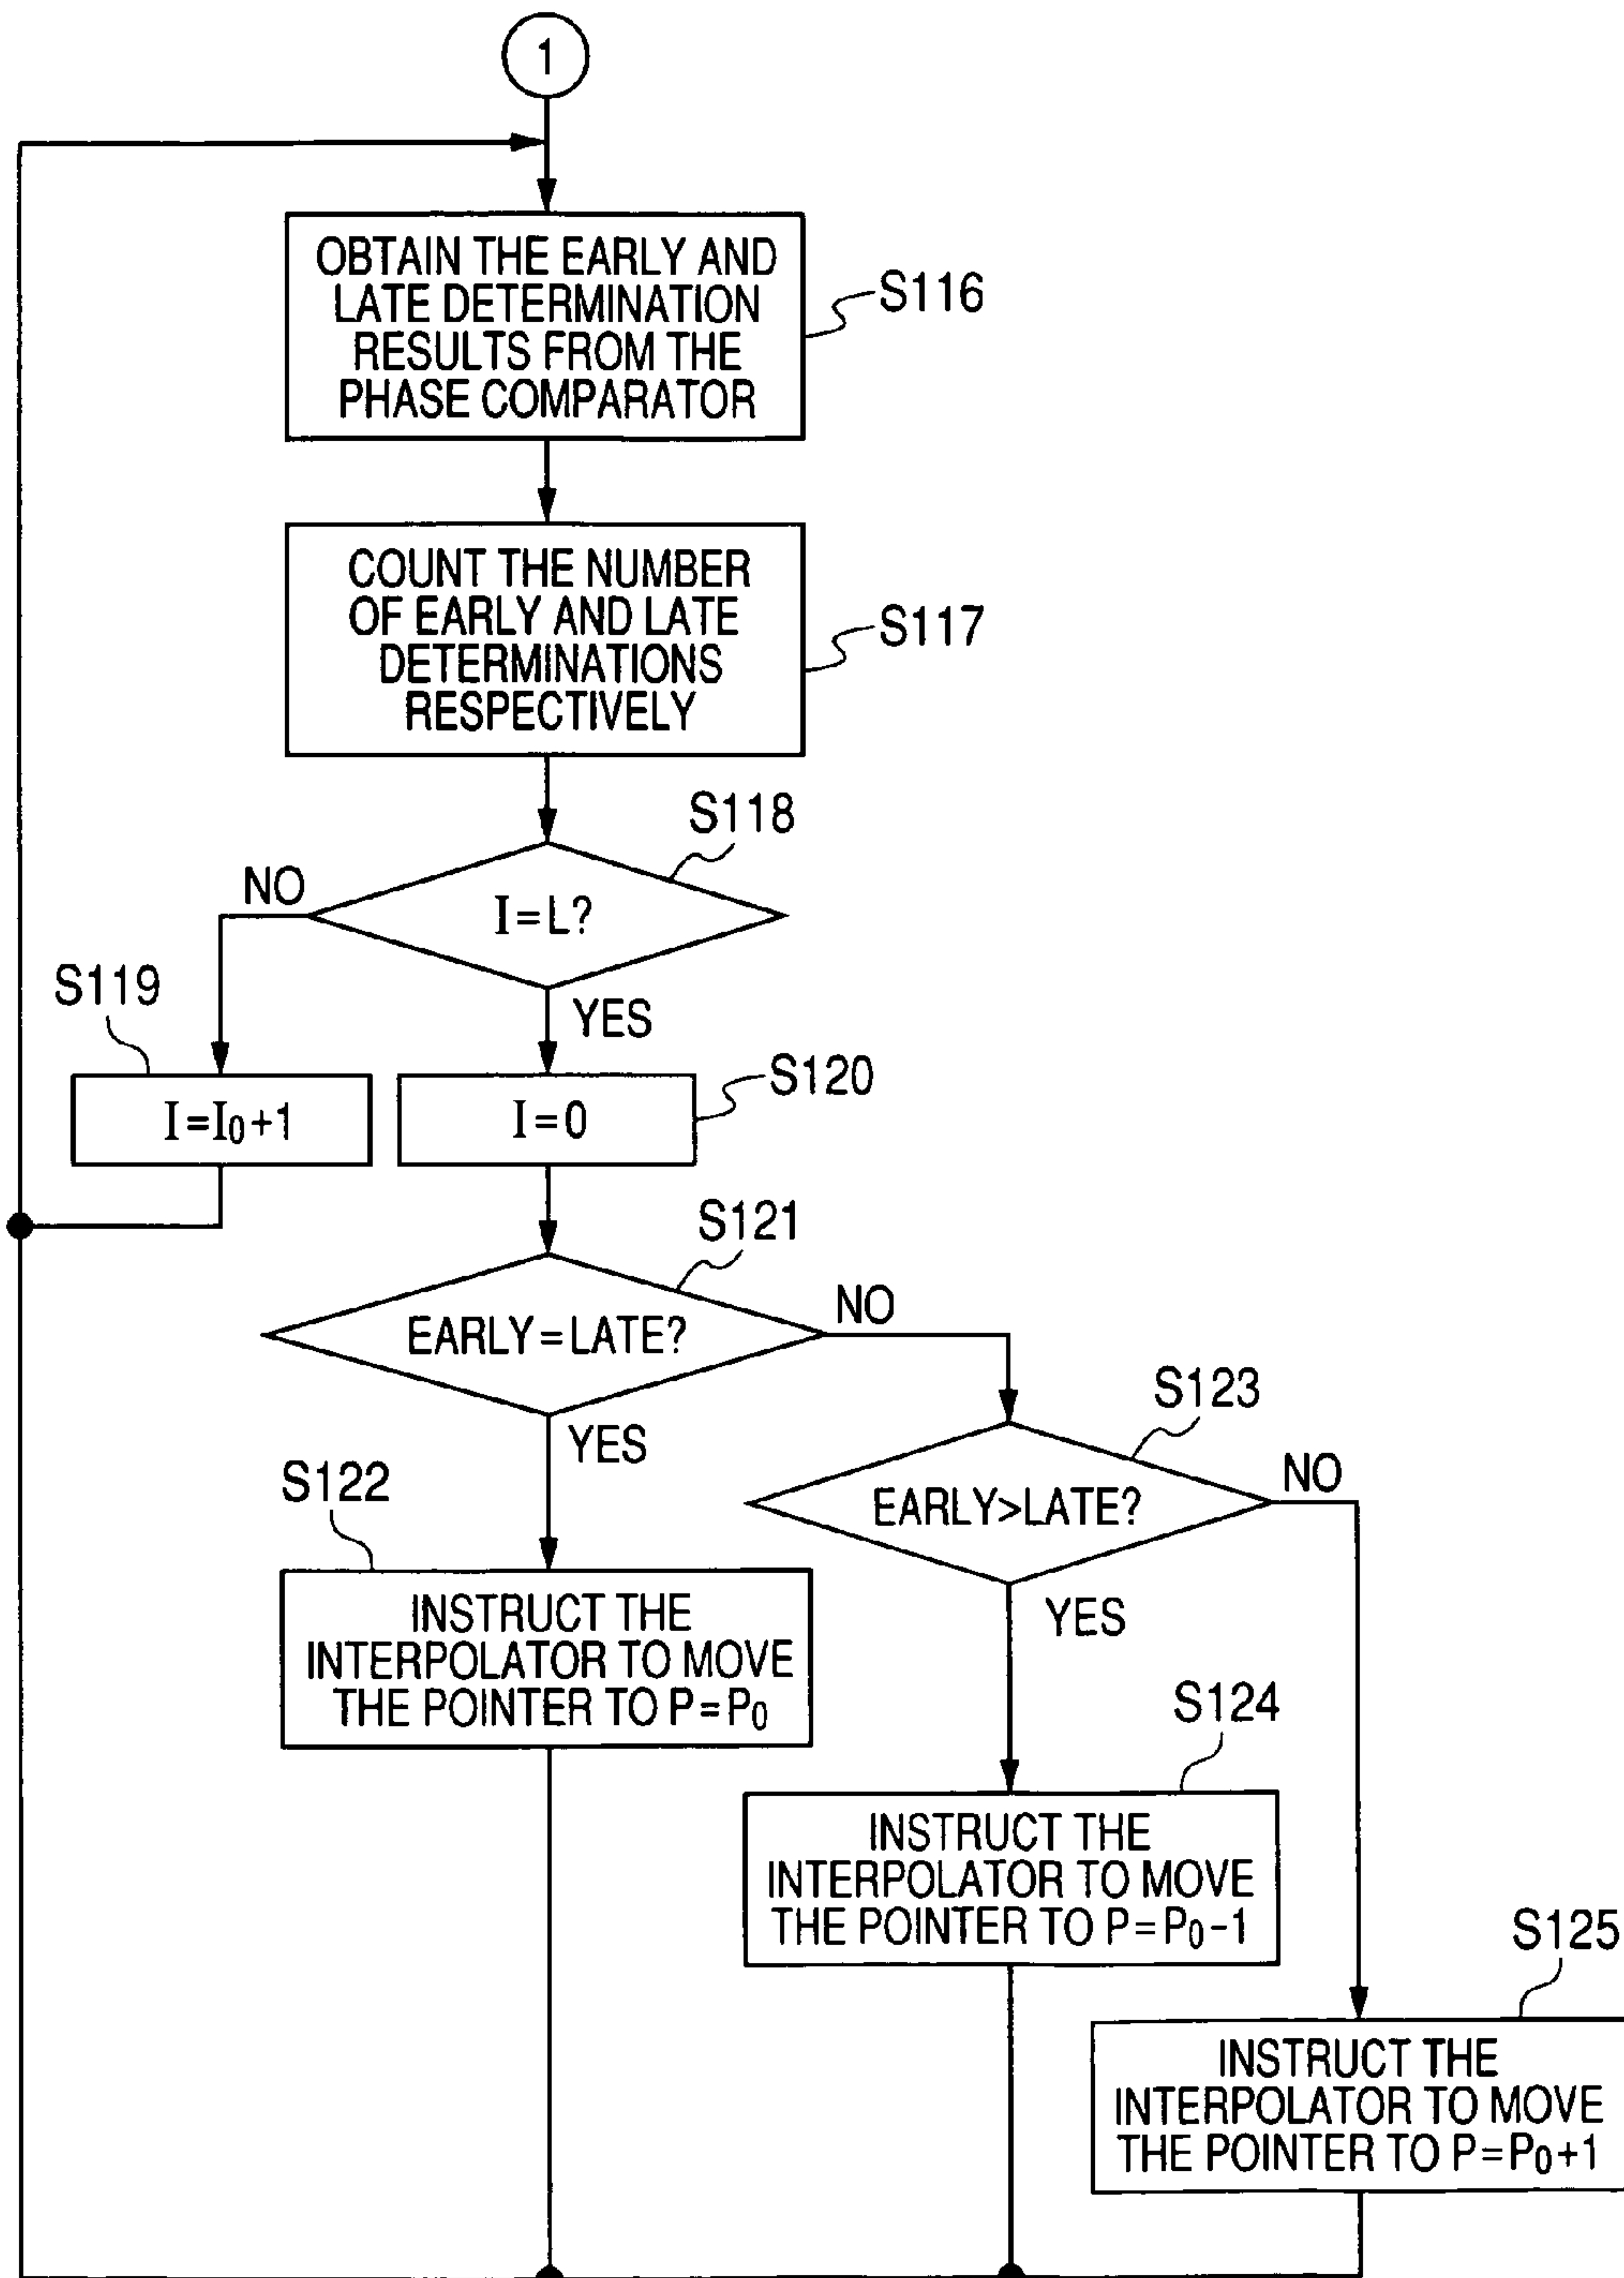 1
OBTAIN THE EARLY AND
LATE DETERMINATION
RESULTS FROM THE
PHASE COMPARATOR
S116
COUNT THE NUMBER
OF EARLY AND LATE
DETERMINATIONS
RESPECTIVELY
S117
S118
NO
I=L?
S119
YES
I=I0+1
I=0
S120
S121
EARLY=LATE?
NO
YES
S123
EARLY>LATE?
NO
YES
S122
INSTRUCT THE
INTERPOLATOR TO MOVE
THE POINTER TO P=P0
S124
INSTRUCT THE
INTERPOLATOR TO MOVE
THE POINTER TO P=P0-1
S125
INSTRUCT THE
INTERPOLATOR TO MOVE
THE POINTER TO P=P0+1